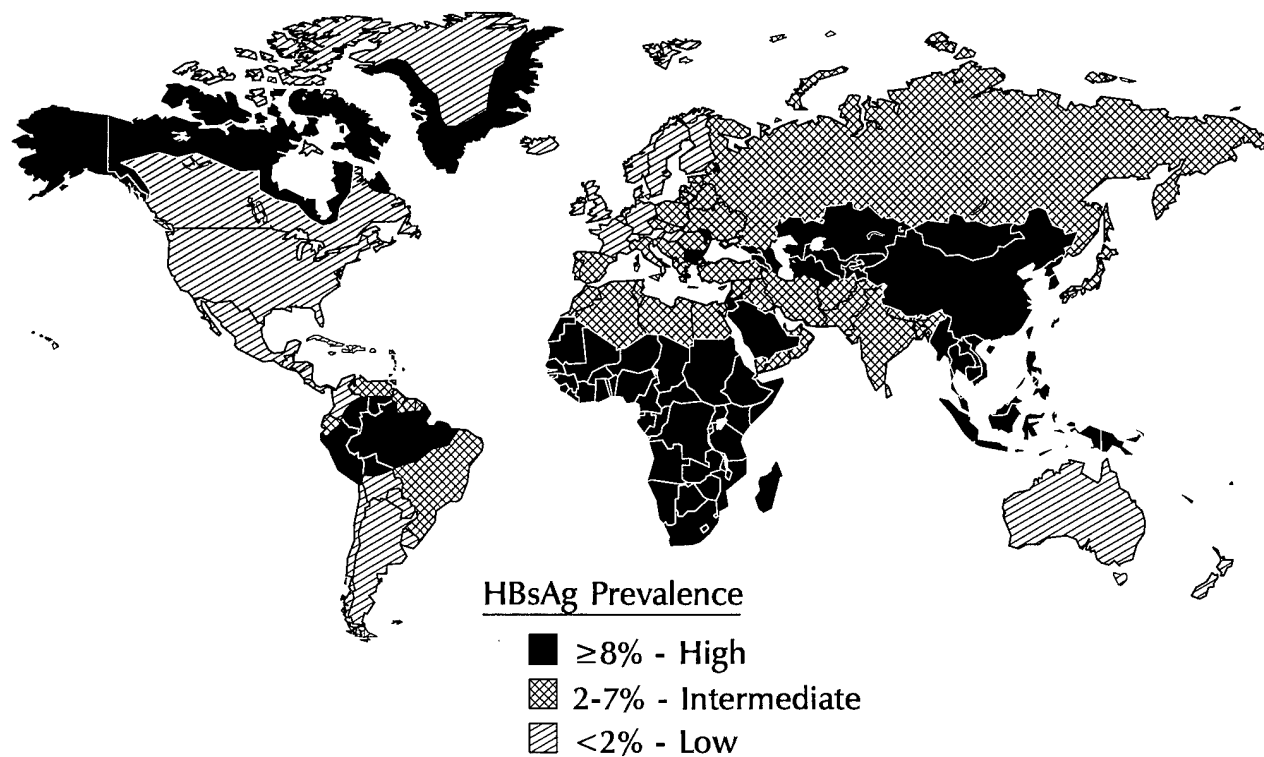 HBsAg Prevalence
≥8% - High
2-7% - Intermediate
<2% - Low